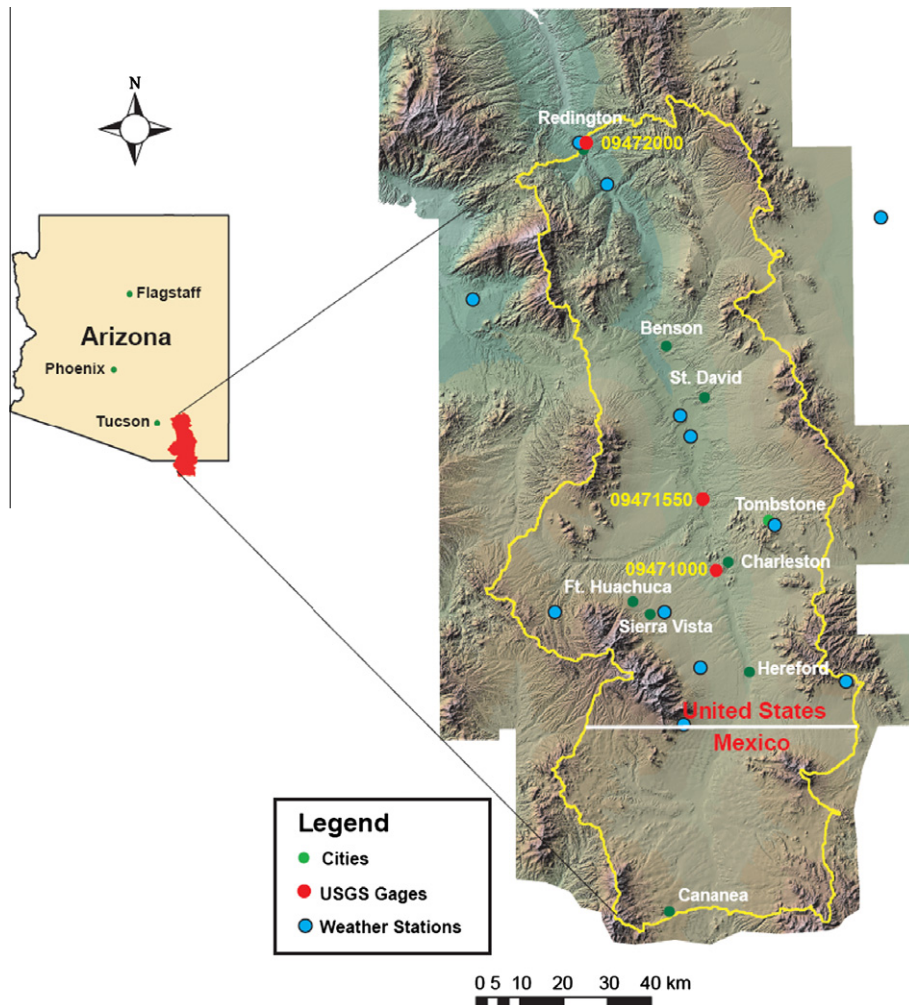 N
Flagstaff
Arizona
Phoenix
Tucson
Redington
09472000
Benson
St. David
09471550
Tombstone
09471000
Charleston
Ft. Huachuca
Sierra Vista
Hereford
United States
Mexico
Cananea
Legend
Cities
USGS Gages
Weather Stations
0 5 10 20 30 40 km